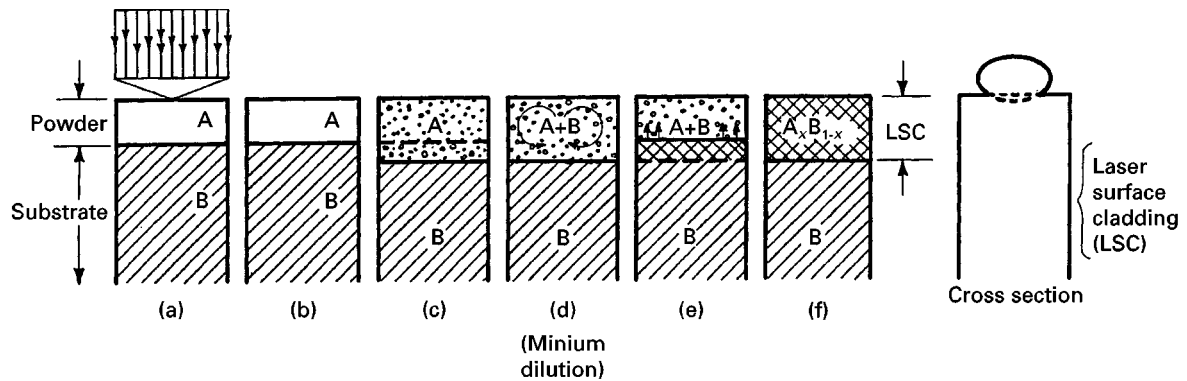 Powder
Substrate
A
B
(a)
A
B
(b)
A
B
(c)
A+B
B
(d)
(Minium
dilution)
A+B
B
(e)
AₓB₁₋ₓ
B
(f)
LSC
Cross section
Laser
surface
cladding
(LSC)